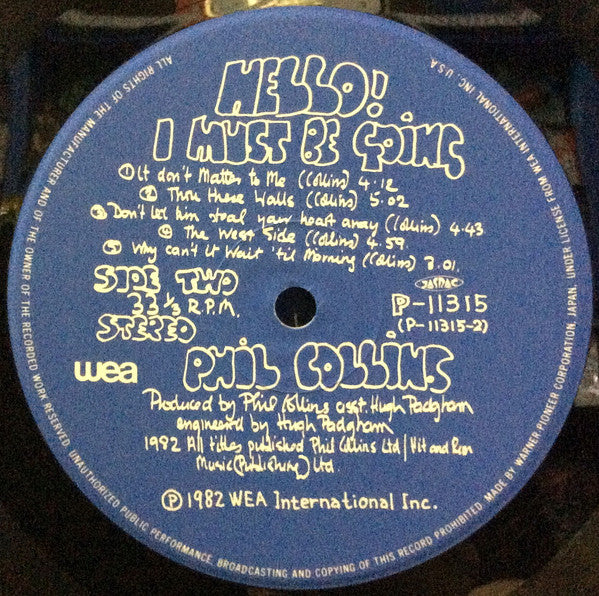 HELLO!
I MUST BE GOING
① It don't Matter to Me (Collins) 4.12
② Thru these Walls (Collins) 5.02
③ Don't let him steal your heart away (Collins) 4.43
④ The West Side (Collins) 4.59
⑤ Why can't it Wait 'til Morning (Collins) 3.01.
SIDE TWO
33 1/3 R.P.M.
STEREO
JASRAC
P-11315
(P-11315-2)
wea
PHIL COLLINS
Produced by Phil Collins asst. Hugh Padgham
engineered by Hugh Padgham
1982 All titles published Phil Collins Ltd / Hit and Run
Music (Publishing) Ltd.
Ⓟ 1982 WEA International Inc.
ALL RIGHTS OF THE MANUFACTURER AND OF THE OWNER OF THE RECORDED WORK RESERVED. UNAUTHORIZED PUBLIC PERFORMANCE, BROADCASTING AND COPYING OF THIS RECORD PROHIBITED. MADE BY WARNER-PIONEER CORPORATION, JAPAN, UNDER LICENSE FROM WEA INTERNATIONAL INC., U.S.A.